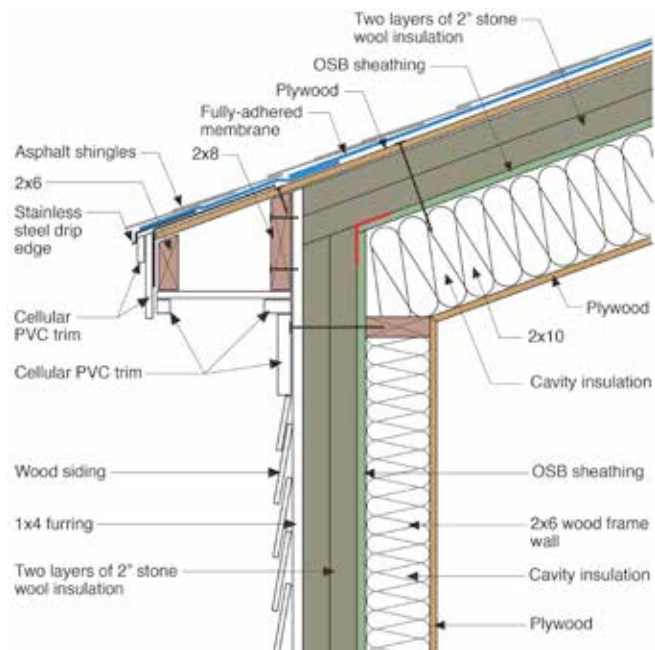 Two layers of 2" stone
wool insulation
OSB sheathing
Plywood
Fully-adhered
membrane
Asphalt shingles
2x8
2x6
Stainless
steel drip
edge
Cellular
PVC trim
Plywood
2x10
Cellular PVC trim
Cavity insulation
Wood siding
OSB sheathing
1x4 furring
2x6 wood frame
wall
Two layers of 2" stone
wool insulation
Cavity insulation
Plywood